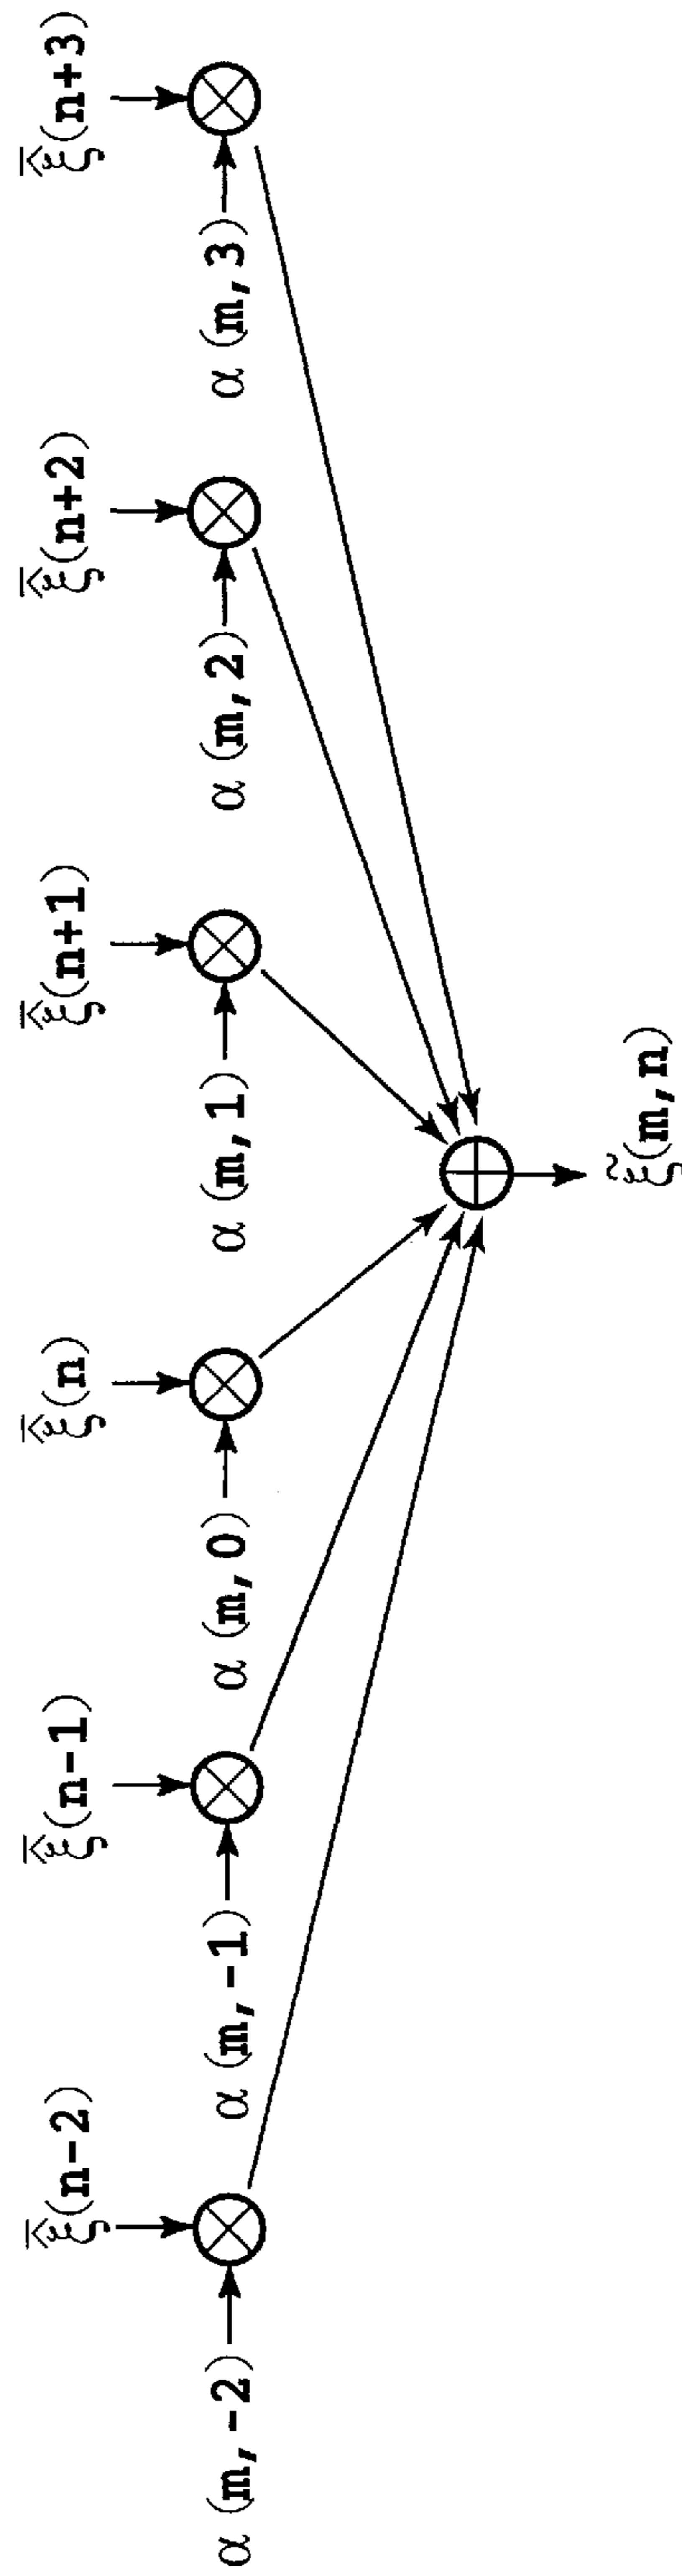 ξ̂̅(n-2)
ξ̂̅(n-1)
ξ̂̅(n)
ξ̂̅(n+1)
ξ̂̅(n+2)
ξ̂̅(n+3)
α(m,-2)
α(m,-1)
α(m,0)
α(m,1)
α(m,2)
α(m,3)
ξ̃(m,n)